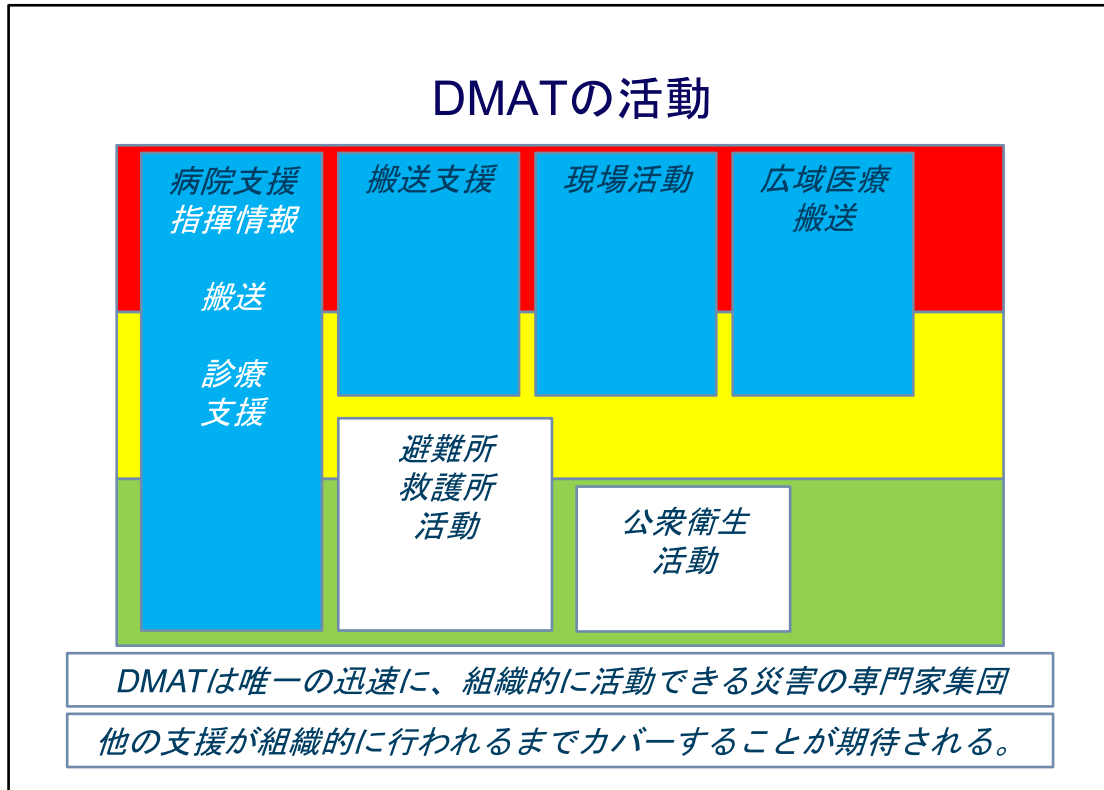 DMATの活動
病院支援
指揮情報
搬送
診療
支援
搬送支援
現場活動
広域医療
搬送
避難所
救護所
活動
公衆衛生
活動
DMATは唯一の迅速に、組織的に活動できる災害の専門家集団
他の支援が組織的に行われるまでカバーすることが期待される。